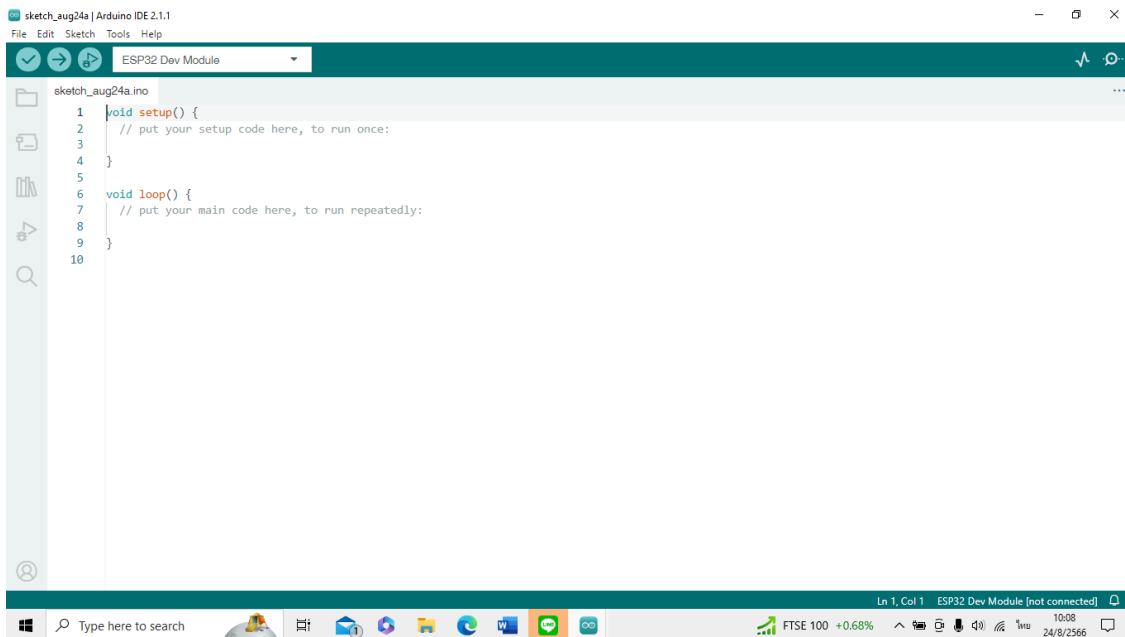 sketch_aug24a | Arduino IDE 2.1.1
File Edit Sketch Tools Help
ESP32 Dev Module
sketch_aug24a.ino
1 void setup() {
2 // put your setup code here, to run once:
3
4 }
5
6 void loop() {
7 // put your main code here, to run repeatedly:
8
9 }
10
Ln 1, Col 1 ESP32 Dev Module [not connected]
Type here to search
FTSE 100 +0.68%
ไทย
10:08
24/8/2566